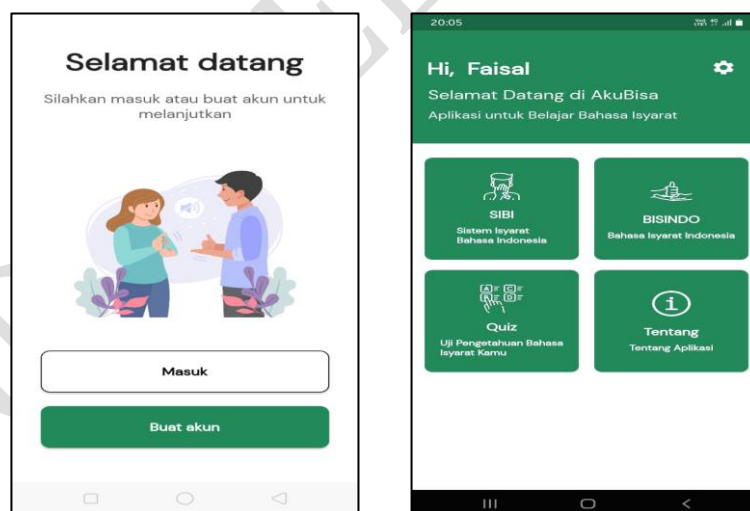 Selamat datang
Silahkan masuk atau buat akun untuk
melanjutkan
Masuk
Buat akun
20:05
Hi, Faisal
Selamat Datang di AkuBisa
Aplikasi untuk Belajar Bahasa Isyarat
SIBI
Sistem Isyarat
Bahasa Indonesia
BISINDO
Bahasa Isyarat Indonesia
Quiz
Uji Pengetahuan Bahasa
Isyarat Kamu
Tentang
Tentang Aplikasi